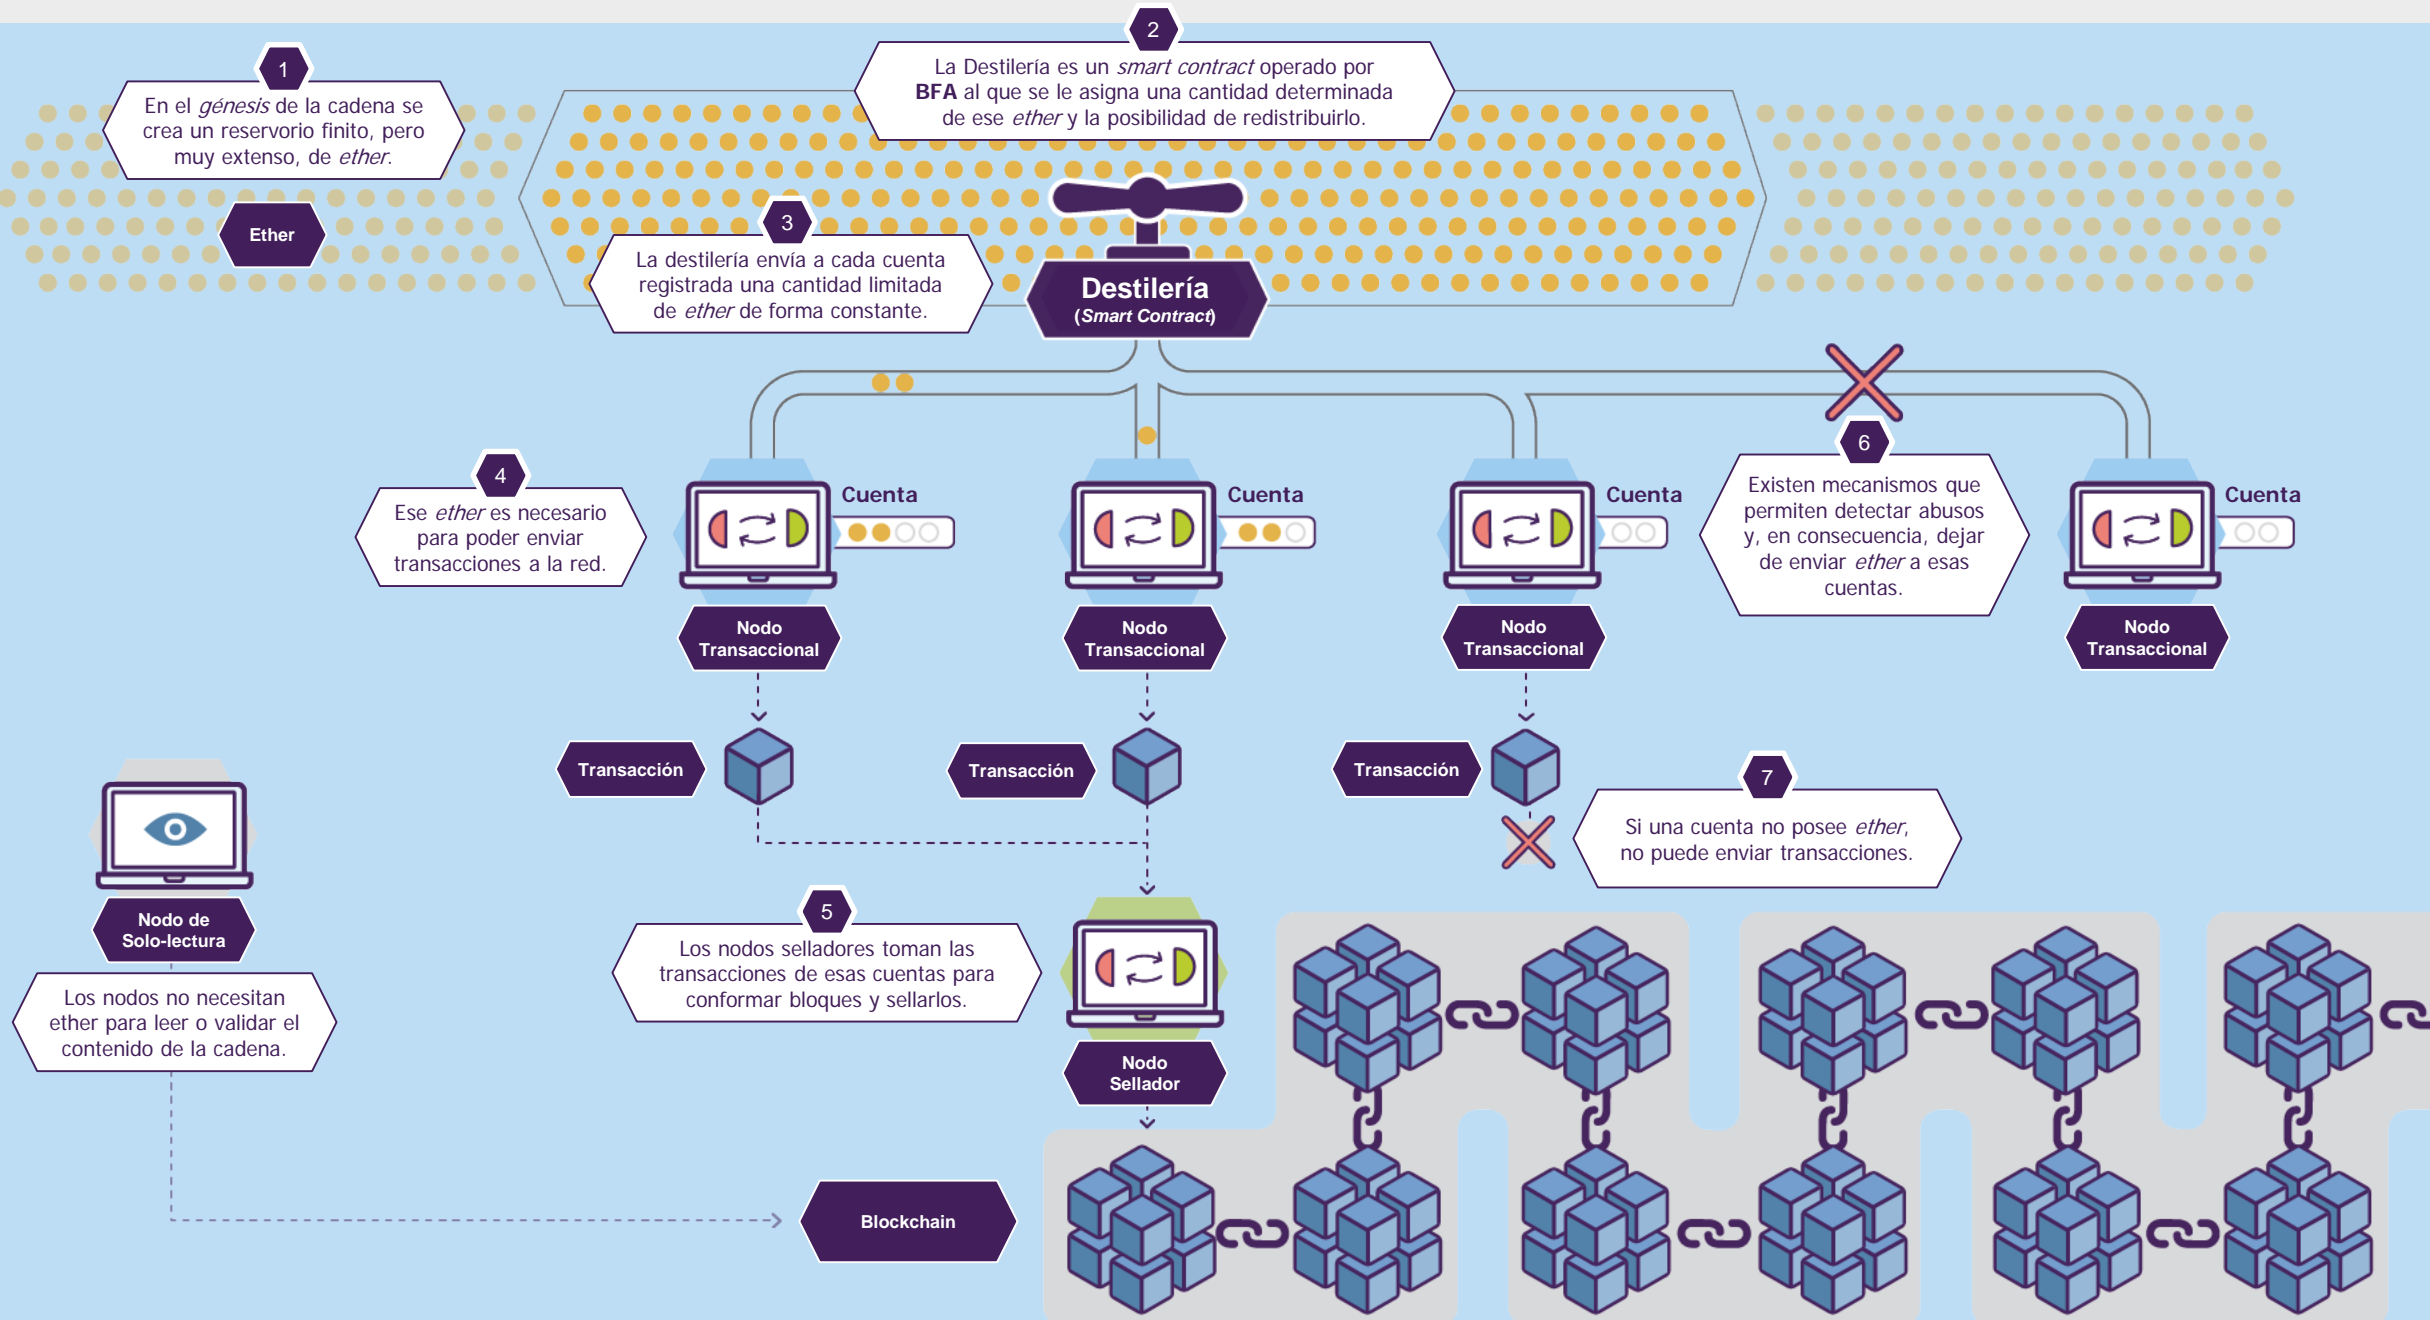 1
En el génesis de la cadena se
crea un reservorio finito, pero
muy extenso, de ether.
Ether
2
La Destilería es un smart contract operado por
BFA al que se le asigna una cantidad determinada
de ese ether y la posibilidad de redistribuirlo.
3
La destilería envía a cada cuenta
registrada una cantidad limitada
de ether de forma constante.
Destilería
(Smart Contract)
4
Ese ether es necesario
para poder enviar
transacciones a la red.
Cuenta
Nodo
Transaccional
Cuenta
Nodo
Transaccional
Cuenta
Nodo
Transaccional
6
Existen mecanismos que
permiten detectar abusos
y, en consecuencia, dejar
de enviar ether a esas
cuentas.
Cuenta
Nodo
Transaccional
Transacción
Transacción
Transacción
7
Si una cuenta no posee ether,
no puede enviar transacciones.
Nodo de
Solo-lectura
Los nodos no necesitan
ether para leer o validar el
contenido de la cadena.
5
Los nodos selladores toman las
transacciones de esas cuentas para
conformar bloques y sellarlos.
Nodo
Sellador
Blockchain